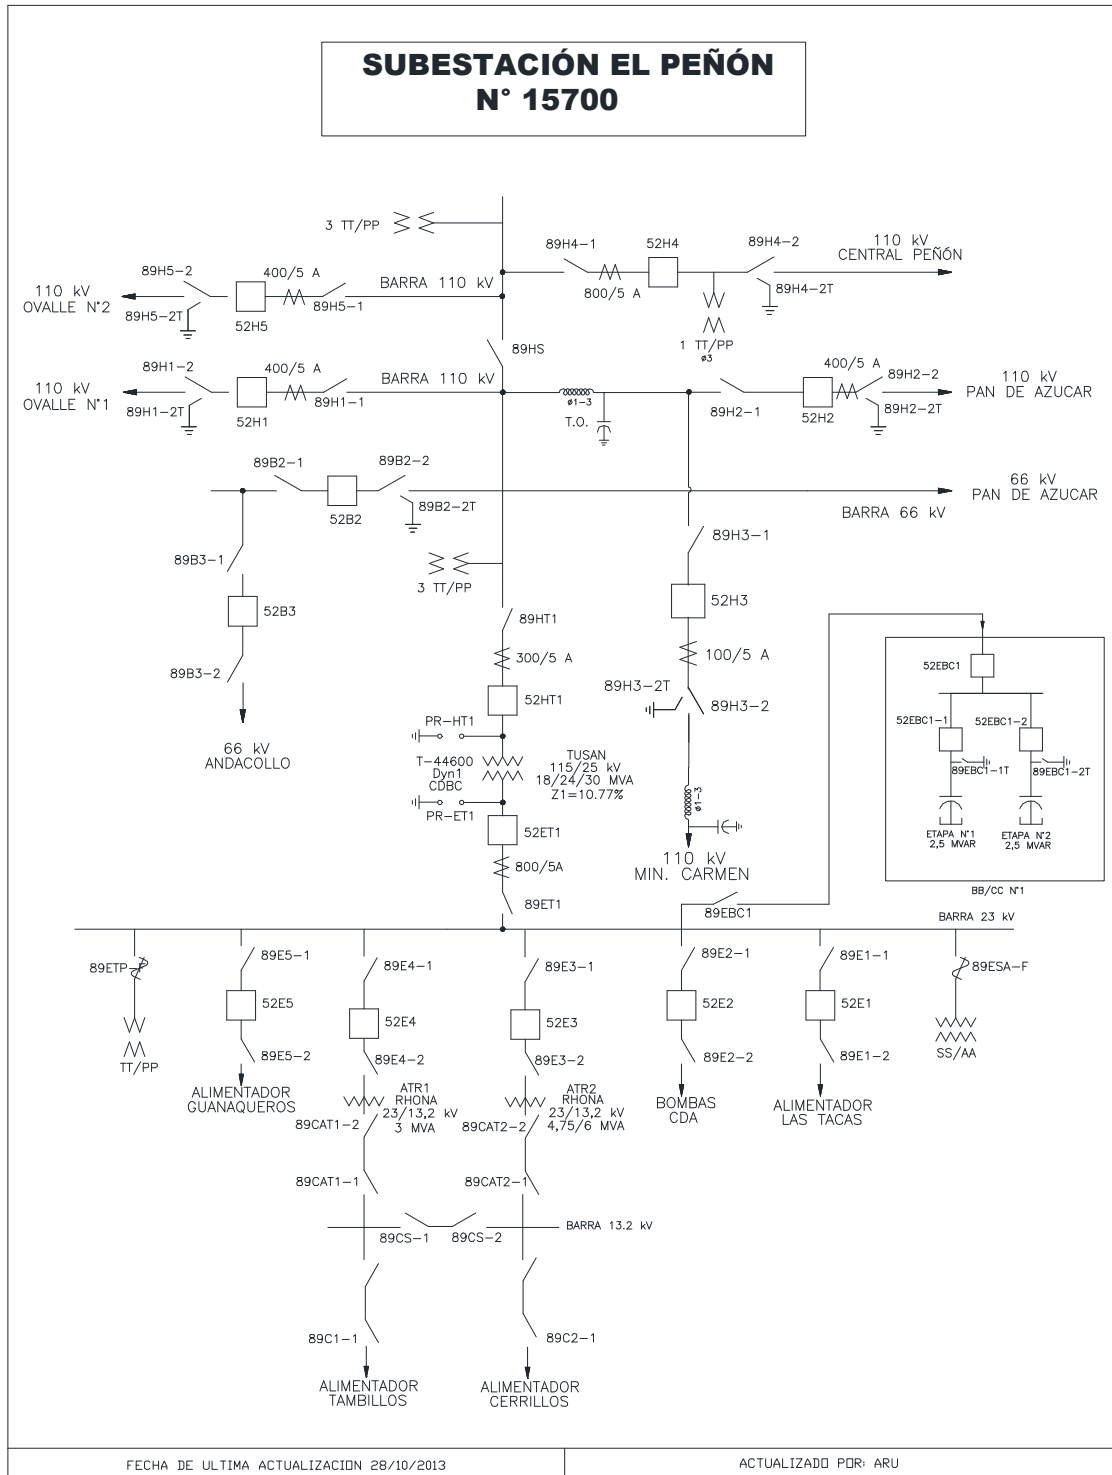 SUBESTACIÓN EL PEÑÓN
N° 15700
3 TT/PP
89H4-1
52H4
89H4-2
110 kV
CENTRAL PEÑÓN
800/5 A
89H4-2T
1 TT/PP
ø3
89H5-2
400/5 A
BARRA 110 kV
110 kV
OVALLE N°2
89H5-2T
52H5
89H5-1
89HS
89H1-2
400/5 A
BARRA 110 kV
110 kV
OVALLE N°1
89H1-2T
52H1
89H1-1
ø1-3
T.O.
89H2-1
400/5 A
52H2
89H2-2
89H2-2T
110 kV
PAN DE AZUCAR
89B2-1
89B2-2
52B2
89B2-2T
66 kV
PAN DE AZUCAR
BARRA 66 kV
89B3-1
52B3
89B3-2
66 kV
ANDACOLLO
3 TT/PP
89HT1
300/5 A
52HT1
PR-HT1
T-44600
Dyn1
CDBC
TUSAN
115/25 kV
18/24/30 MVA
Z1=10.77%
PR-ET1
52ET1
800/5A
89ET1
89H3-1
52H3
100/5 A
89H3-2T
89H3-2
ø1-3
110 kV
MIN. CARMEN
89EBC1
52EBC1
52EBC1-1
52EBC1-2
89EBC1-1T
89EBC1-2T
ETAPA N°1
2,5 MVAR
ETAPA N°2
2,5 MVAR
BB/CC N°1
BARRA 23 kV
89ETP-F
TT/PP
89E5-1
52E5
89E5-2
ALIMENTADOR
GUANAQUEROS
89E4-1
52E4
89E4-2
ATR1
RHONA
23/13,2 kV
3 MVA
89CAT1-2
89CAT1-1
89E3-1
52E3
89E3-2
ATR2
RHONA
23/13,2 kV
4,75/6 MVA
89CAT2-2
89CAT2-1
89E2-1
52E2
89E2-2
BOMBAS
CDA
89E1-1
52E1
89E1-2
ALIMENTADOR
LAS TACAS
89ESA-F
SS/AA
89CS-1
89CS-2
BARRA 13.2 kV
89C1-1
89C2-1
ALIMENTADOR
TAMBILLOS
ALIMENTADOR
CERRILLOS
FECHA DE ULTIMA ACTUALIZACION 28/10/2013
ACTUALIZADO POR: ARU